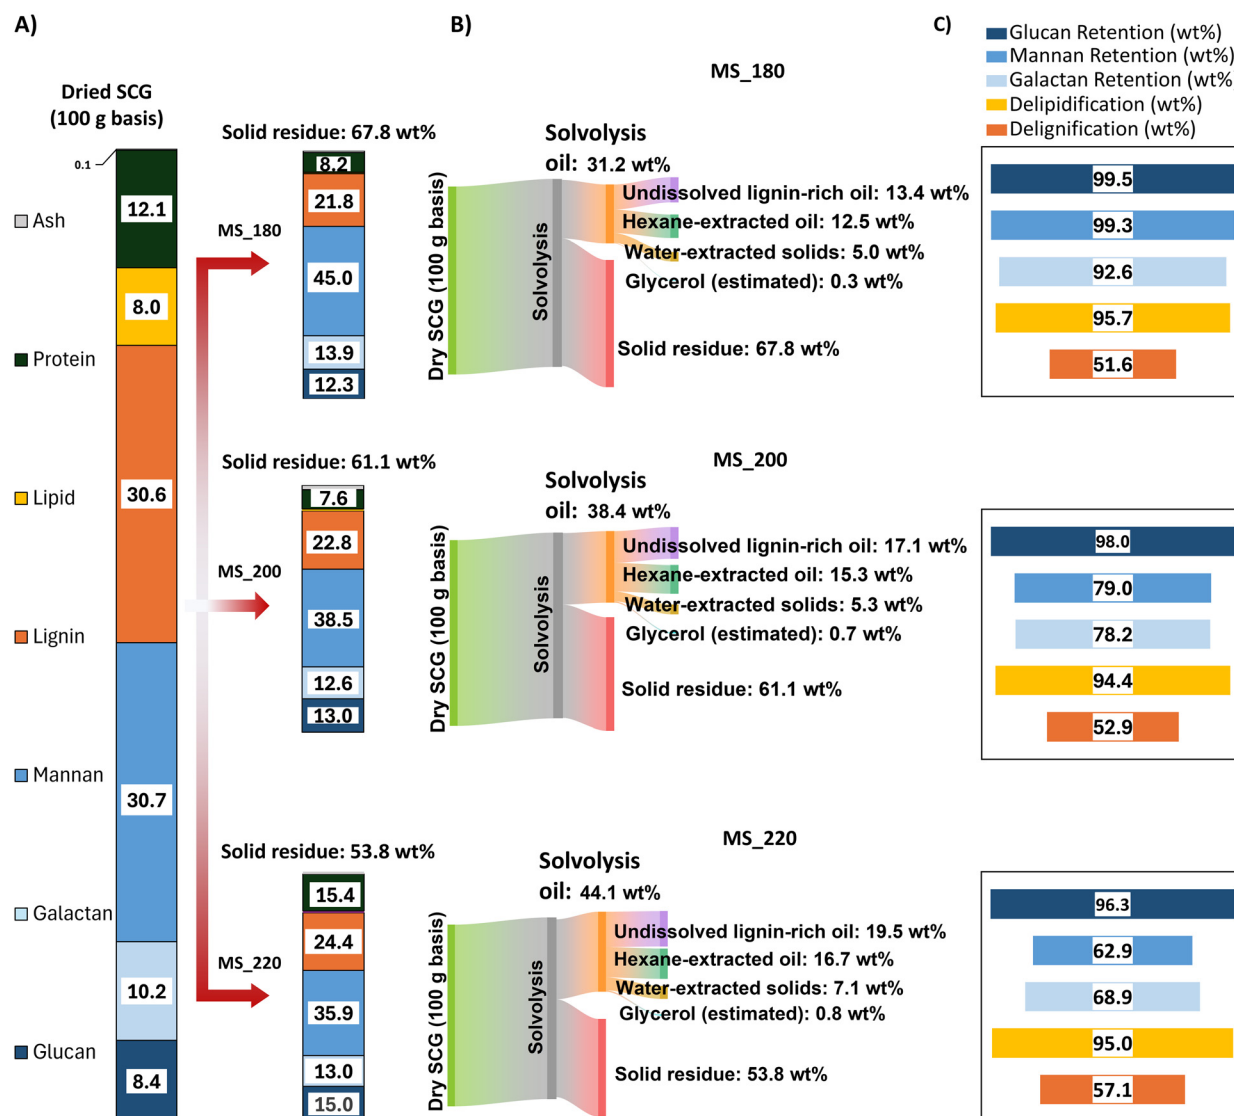 A)
B)
C)
Glucan Retention (wt%)
Mannan Retention (wt%)
Galactan Retention (wt%)
Delipidification (wt%)
Delignification (wt%)
Dried SCG
(100 g basis)
0.1
12.1
8.0
30.6
30.7
10.2
8.4
Ash
Protein
Lipid
Lignin
Mannan
Galactan
Glucan
MS_180
MS_200
MS_220
Solid residue: 67.8 wt%
8.2
21.8
45.0
13.9
12.3
Solid residue: 61.1 wt%
7.6
22.8
38.5
12.6
13.0
Solid residue: 53.8 wt%
15.4
24.4
35.9
13.0
15.0
MS_180
Solvolysis
oil: 31.2 wt%
Dry SCG (100 g basis)
Solvolysis
Undissolved lignin-rich oil: 13.4 wt%
Hexane-extracted oil: 12.5 wt%
Water-extracted solids: 5.0 wt%
Glycerol (estimated): 0.3 wt%
Solid residue: 67.8 wt%
MS_200
Solvolysis
oil: 38.4 wt%
Dry SCG (100 g basis)
Solvolysis
Undissolved lignin-rich oil: 17.1 wt%
Hexane-extracted oil: 15.3 wt%
Water-extracted solids: 5.3 wt%
Glycerol (estimated): 0.7 wt%
Solid residue: 61.1 wt%
MS_220
Solvolysis
oil: 44.1 wt%
Dry SCG (100 g basis)
Solvolysis
Undissolved lignin-rich oil: 19.5 wt%
Hexane-extracted oil: 16.7 wt%
Water-extracted solids: 7.1 wt%
Glycerol (estimated): 0.8 wt%
Solid residue: 53.8 wt%
99.5
99.3
92.6
95.7
51.6
98.0
79.0
78.2
94.4
52.9
96.3
62.9
68.9
95.0
57.1